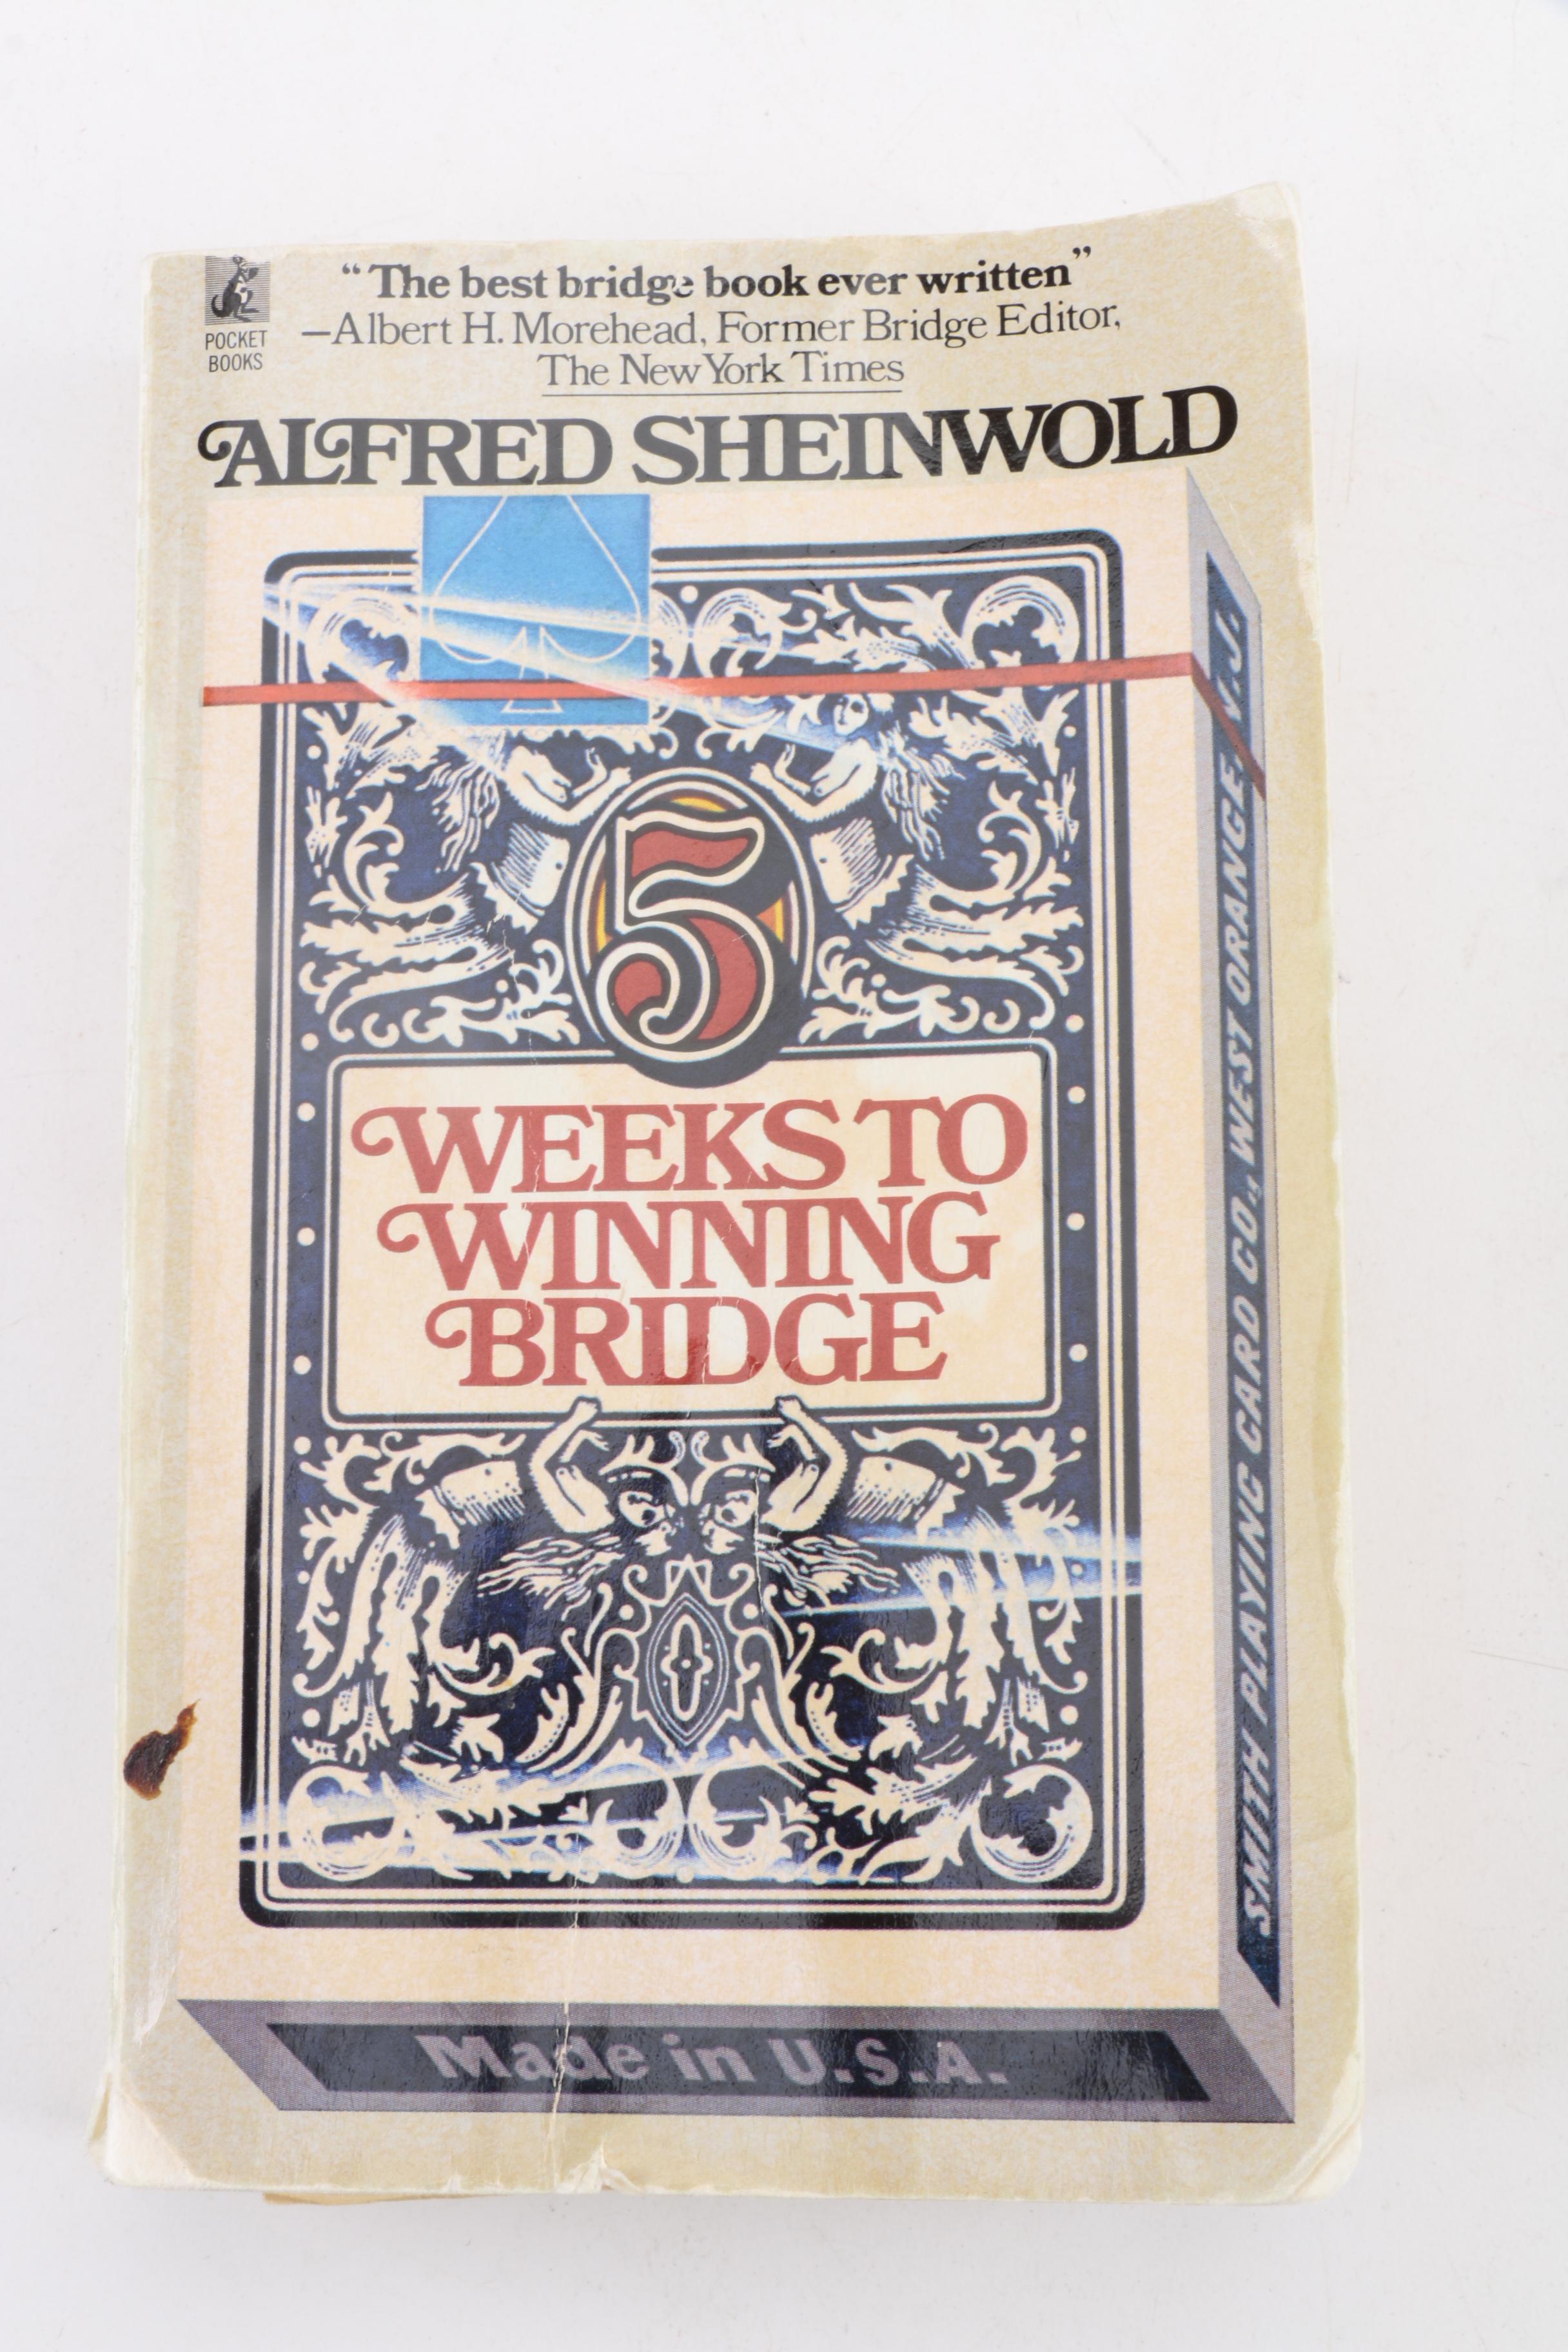 POCKET
BOOKS
“The best bridge book ever written”
—Albert H. Morehead, Former Bridge Editor,
The New York Times
ALFRED SHEINWOLD
5
WEEKS TO
WINNING
BRIDGE
SMITH PLAYING CARD CO., WEST ORANGE N.J.
Made in U.S.A.